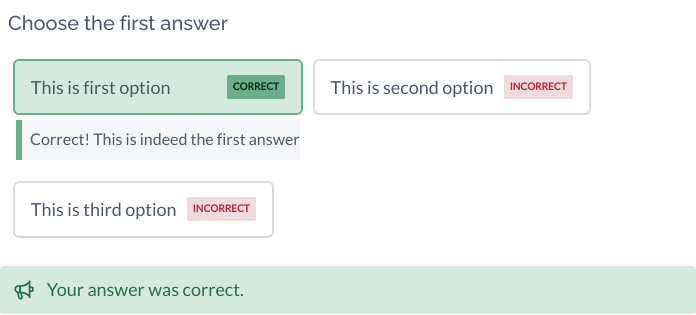 Choose the first answer
This is first option CORRECT
This is second option INCORRECT
Correct! This is indeed the first answer
This is third option INCORRECT
Your answer was correct.